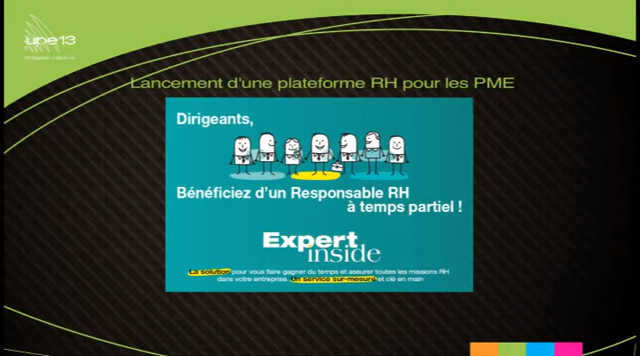 upe13
Lancement d'une plateforme RH pour les PME
Dirigeants,
Bénéficiez d'un Responsable RH
à temps partiel !
Expert
inside
La solution pour vous faire gagner du temps et assurer toutes les missions RH
dans votre entreprise. Un service sur-mesure et clé en main